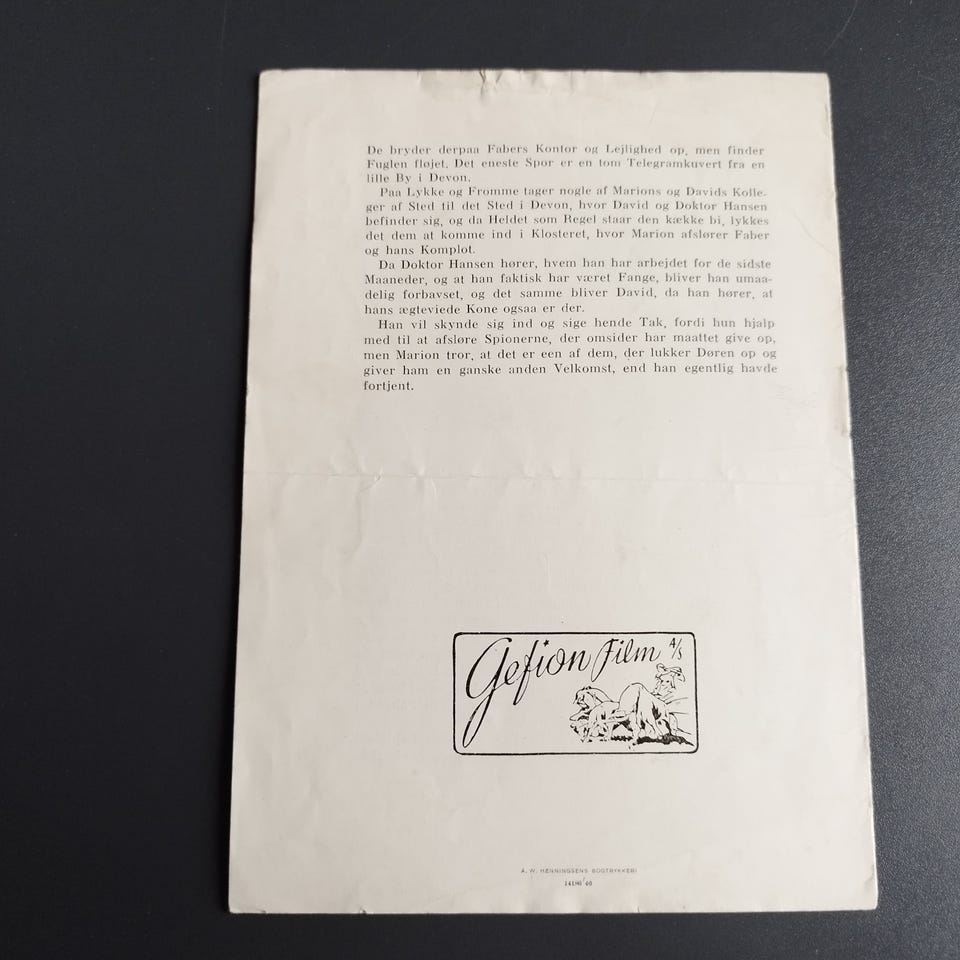 De bryder derpaa Fabers Kontor og Lejlighed op, men finder
Fuglen fløjet. Det eneste Spor er en tom Telegramkuvert fra en
lille By i Devon.
Paa Lykke og Fromme tager nogle af Marions og Davids Kolle-
ger af Sted til det Sted i Devon, hvor David og Doktor Hansen
befinder sig, og da Heldet som Regel staar den kække bi, lykkes
det dem at komme ind i Klosteret, hvor Marion afslører Faber
og hans Komplot.
Da Doktor Hansen hører, hvem han har arbejdet for de sidste
Maaneder, og at han faktisk har været Fange, bliver han umaa-
delig forbavset, og det samme bliver David, da han hører, at
hans ægteviede Kone ogsaa er der.
Han vil skynde sig ind og sige hende Tak, fordi hun hjalp
med til at afsløre Spionerne, der omsider har maattet give op,
men Marion tror, at det er een af dem, der lukker Døren op og
giver ham en ganske anden Velkomst, end han egentlig havde
fortjent.
Gefion Film A/S
A. W. HENNINGSENS BOGTRYKKERI